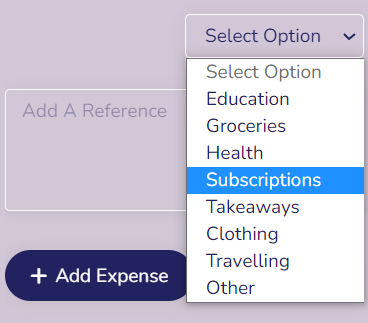 Select Option
Select Option
Education
Groceries
Add A Reference
Health
Subscriptions
Takeaways
Clothing
Travelling
Other
+ Add Expense